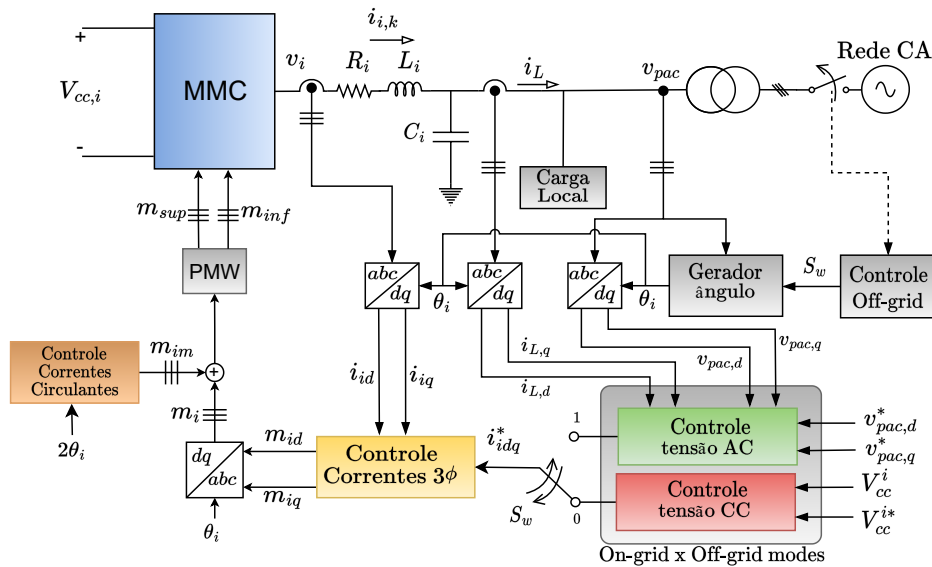 +
V_{cc,i}
-
MMC
v_i
R_i
i_{i,k}
L_i
C_i
i_L
v_{pac}
Rede CA
Carga
Local
m_{sup}
m_{inf}
PMW
abc
dq
θ_i
abc
dq
abc
dq
θ_i
Gerador
ângulo
S_w
Controle
Off-grid
i_{L,q}
i_{L,d}
v_{pac,d}
v_{pac,q}
Controle
Correntes
Circulantes
m_{im}
+
2θ_i
m_i
i_{id}
i_{iq}
dq
abc
θ_i
m_{id}
m_{iq}
Controle
Correntes 3ϕ
i^*_{idq}
S_w
1
0
Controle
tensão AC
Controle
tensão CC
v^*_{pac,d}
v^*_{pac,q}
V^i_{cc}
V^{i*}_{cc}
On-grid x Off-grid modes